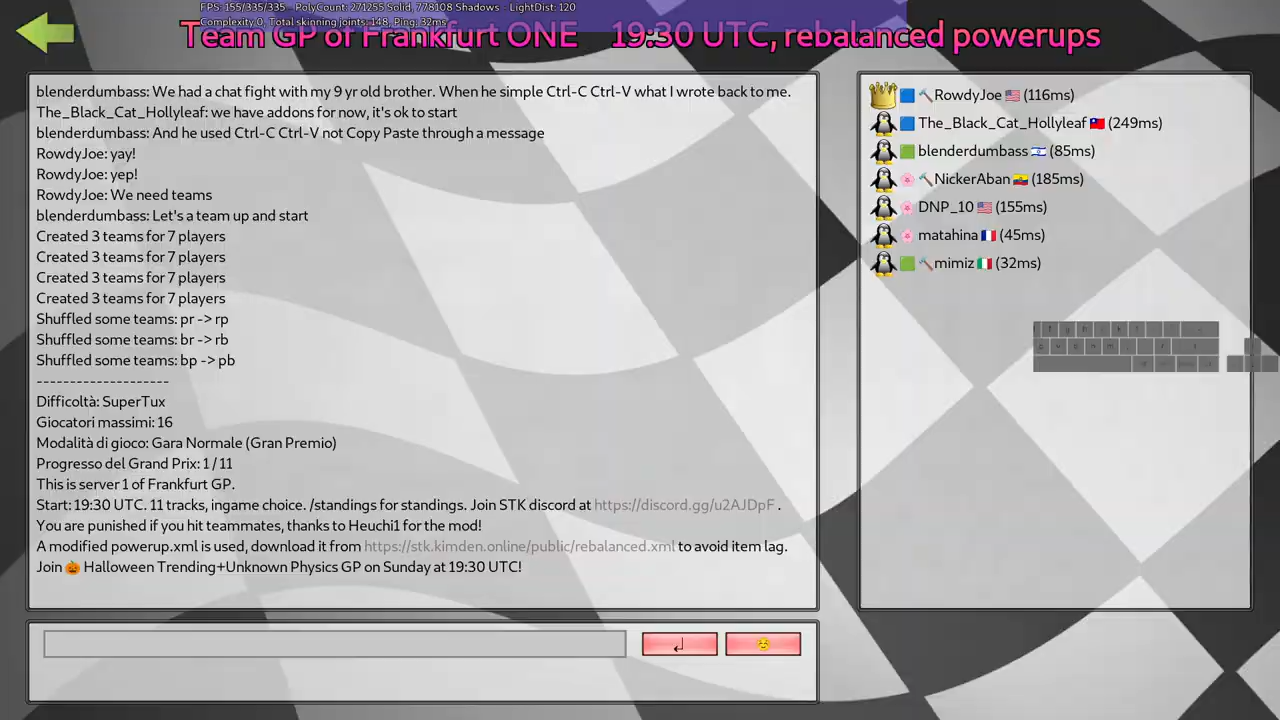 FPS: 155/335/335 - PolyCount: 271255 Solid, 778108 Shadows - LightDist: 120
Complexity 0, Total skinning joints: 148, Ping: 32ms
Team GP of Frankfurt ONE 19:30 UTC, rebalanced powerups
blenderdumbass: We had a chat fight with my 9 yr old brother. When he simple Ctrl-C Ctrl-V what I wrote back to me.
The_Black_Cat_Hollyleaf: we have addons for now, it's ok to start
blenderdumbass: And he used Ctrl-C Ctrl-V not Copy Paste through a message
RowdyJoe: yay!
RowdyJoe: yep!
RowdyJoe: We need teams
blenderdumbass: Let's a team up and start
Created 3 teams for 7 players
Created 3 teams for 7 players
Created 3 teams for 7 players
Created 3 teams for 7 players
Shuffled some teams: pr -> rp
Shuffled some teams: br -> rb
Shuffled some teams: bp -> pb
--------------------
Difficoltà: SuperTux
Giocatori massimi: 16
Modalità di gioco: Gara Normale (Gran Premio)
Progresso del Grand Prix: 1 / 11
This is server 1 of Frankfurt GP.
Start: 19:30 UTC. 11 tracks, ingame choice. /standings for standings. Join STK discord at https://discord.gg/u2AJDpF .
You are punished if you hit teammates, thanks to Heuchi1 for the mod!
A modified powerup.xml is used, download it from https://stk.kimden.online/public/rebalanced.xml to avoid item lag.
Join 🎃 Halloween Trending+Unknown Physics GP on Sunday at 19:30 UTC!
🟦 🔨RowdyJoe 🇺🇸 (116ms)
🟦 The_Black_Cat_Hollyleaf 🇹🇼 (249ms)
🟩 blenderdumbass 🇮🇱 (85ms)
🌸 🔨NickerAban 🇪🇨 (185ms)
🌸 DNP_10 🇺🇸 (155ms)
🌸 matahina 🇫🇷 (45ms)
🟩 🔨mimiz 🇮🇹 (32ms)